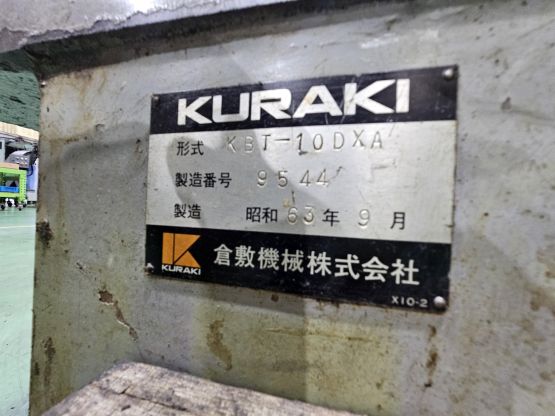 KURAKI
形式 KBT-10DXA
製造番号 9544
製造 昭和63年9月
KURAKI
倉敷機械株式会社
X10-2